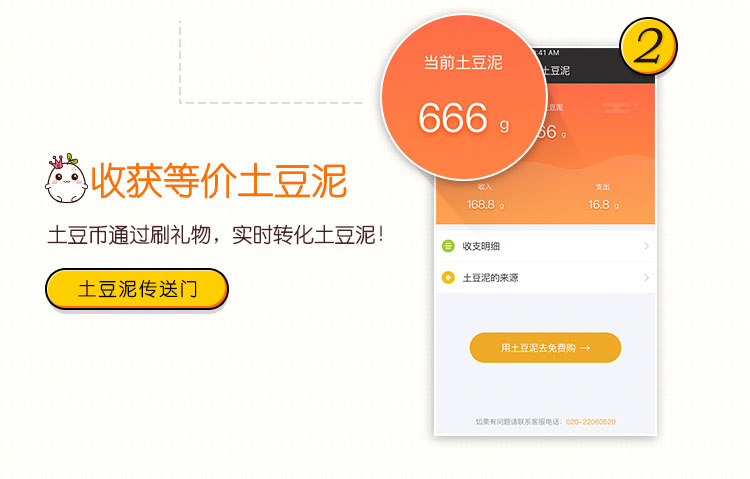 2
9:41 AM
土豆泥
当前土豆泥
666 g
土豆泥
66 g
收入
支出
168.8 g
16.8 g
收获等价土豆泥
土豆币通过刷礼物，实时转化土豆泥！
土豆泥传送门
收支明细
土豆泥的来源
用土豆泥去免费购 →
如果有问题请联系客服电话：020-22060529